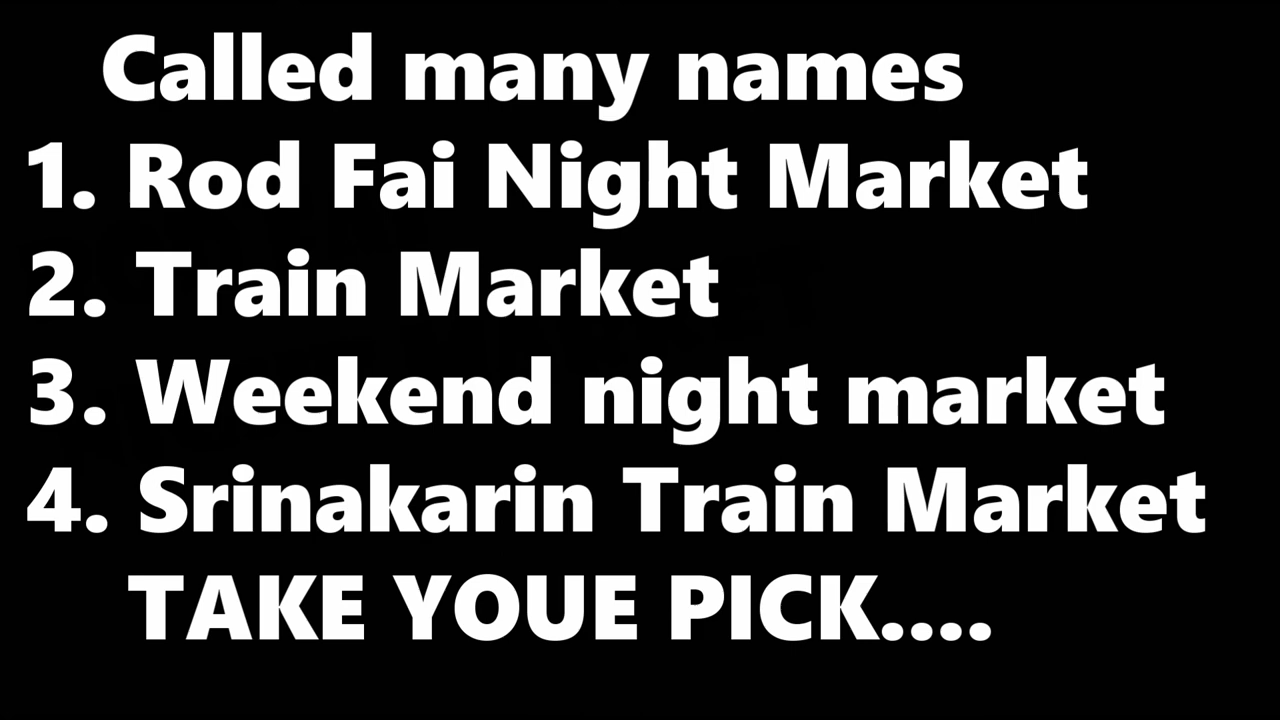 Called many names
1. Rod Fai Night Market
2. Train Market
3. Weekend night market
4. Srinakarin Train Market
TAKE YOUE PICK....